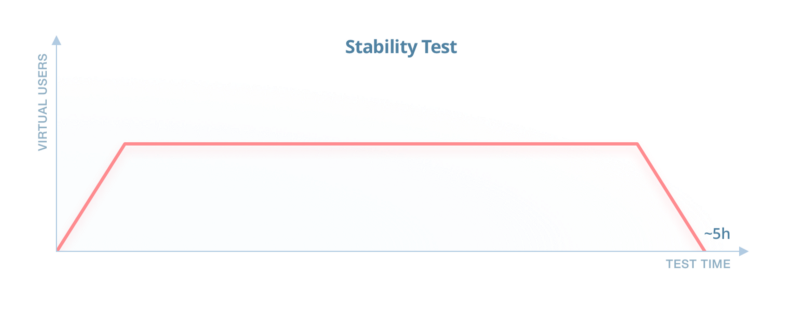 Stability Test
VIRTUAL USERS
~5h
TEST TIME